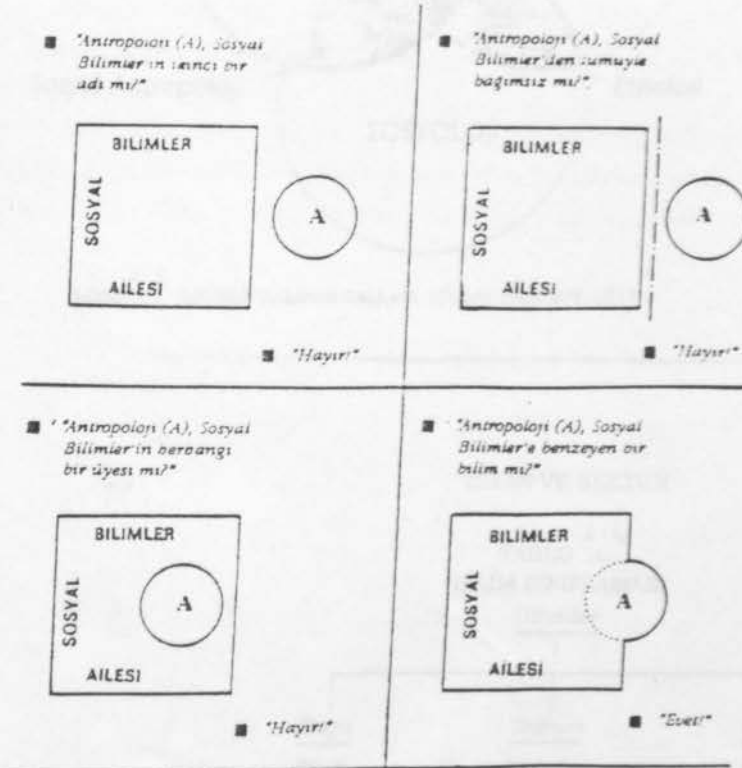 "Antropoloji (A), Sosyal
Bilimler'in ikinci bir
adı mı?"
BILIMLER
SOSYAL
A
AILESI
"Hayır!"
"Antropoloji (A), Sosyal
Bilimler'den tümüyle
bağımsız mı?".
BILIMLER
SOSYAL
A
AİLESI
"Hayır!"
"Antropoloji (A), Sosyal
Bilimler'in herhangi
bir üyesi mi?"
BILIMLER
SOSYAL
A
AILESI
"Hayır!"
"Antropoloji (A), Sosyal
Bilimler'e benzeyen bir
bilim mi?"
BILIMLER
SOSYAL
A
AILESI
"Evet!"